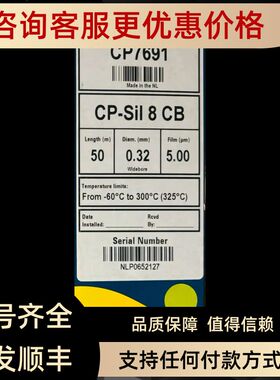 咨询客服更优惠价格
CP7691
Made in the NL
CP-Sil 8 CB
Length (m) Diam.(mm) Film (µm)
50 0.32 5.00
Widebore
Temperature limits:
From -60°C to 300°C (325°C)
Data Rcvd
Installed: By:
Serial Number
NLP0652127
号齐全 品质保障 值得信赖
发顺丰 支持任何付款方式